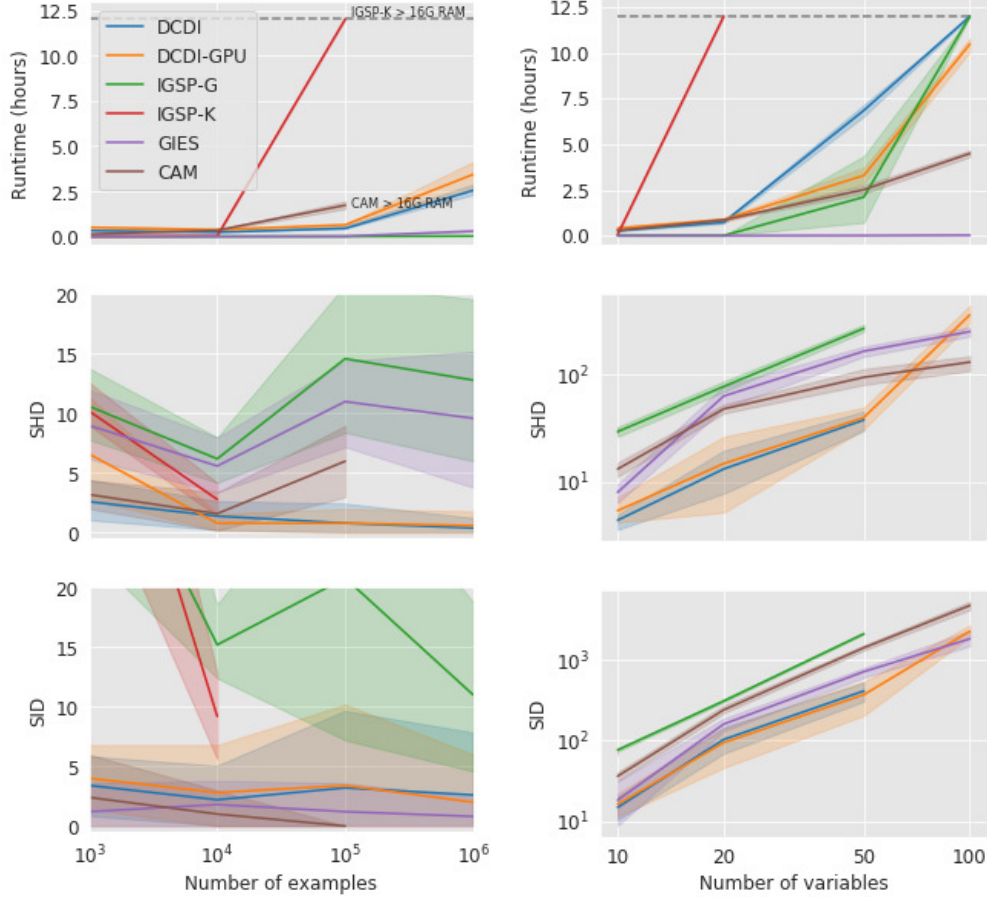 12.5
10.0
7.5
5.0
2.5
0.0
Runtime (hours)
DCDI
DCDI-GPU
IGSP-G
IGSP-K
GIES
CAM
IGSP-K > 16G RAM
CAM > 16G RAM
12.5
10.0
7.5
5.0
2.5
0.0
Runtime (hours)
20
15
10
5
0
SHD
10²
10¹
SHD
20
15
10
5
0
SID
10³
10⁴
10⁵
10⁶
Number of examples
10³
10²
10¹
SID
10
20
50
100
Number of variables